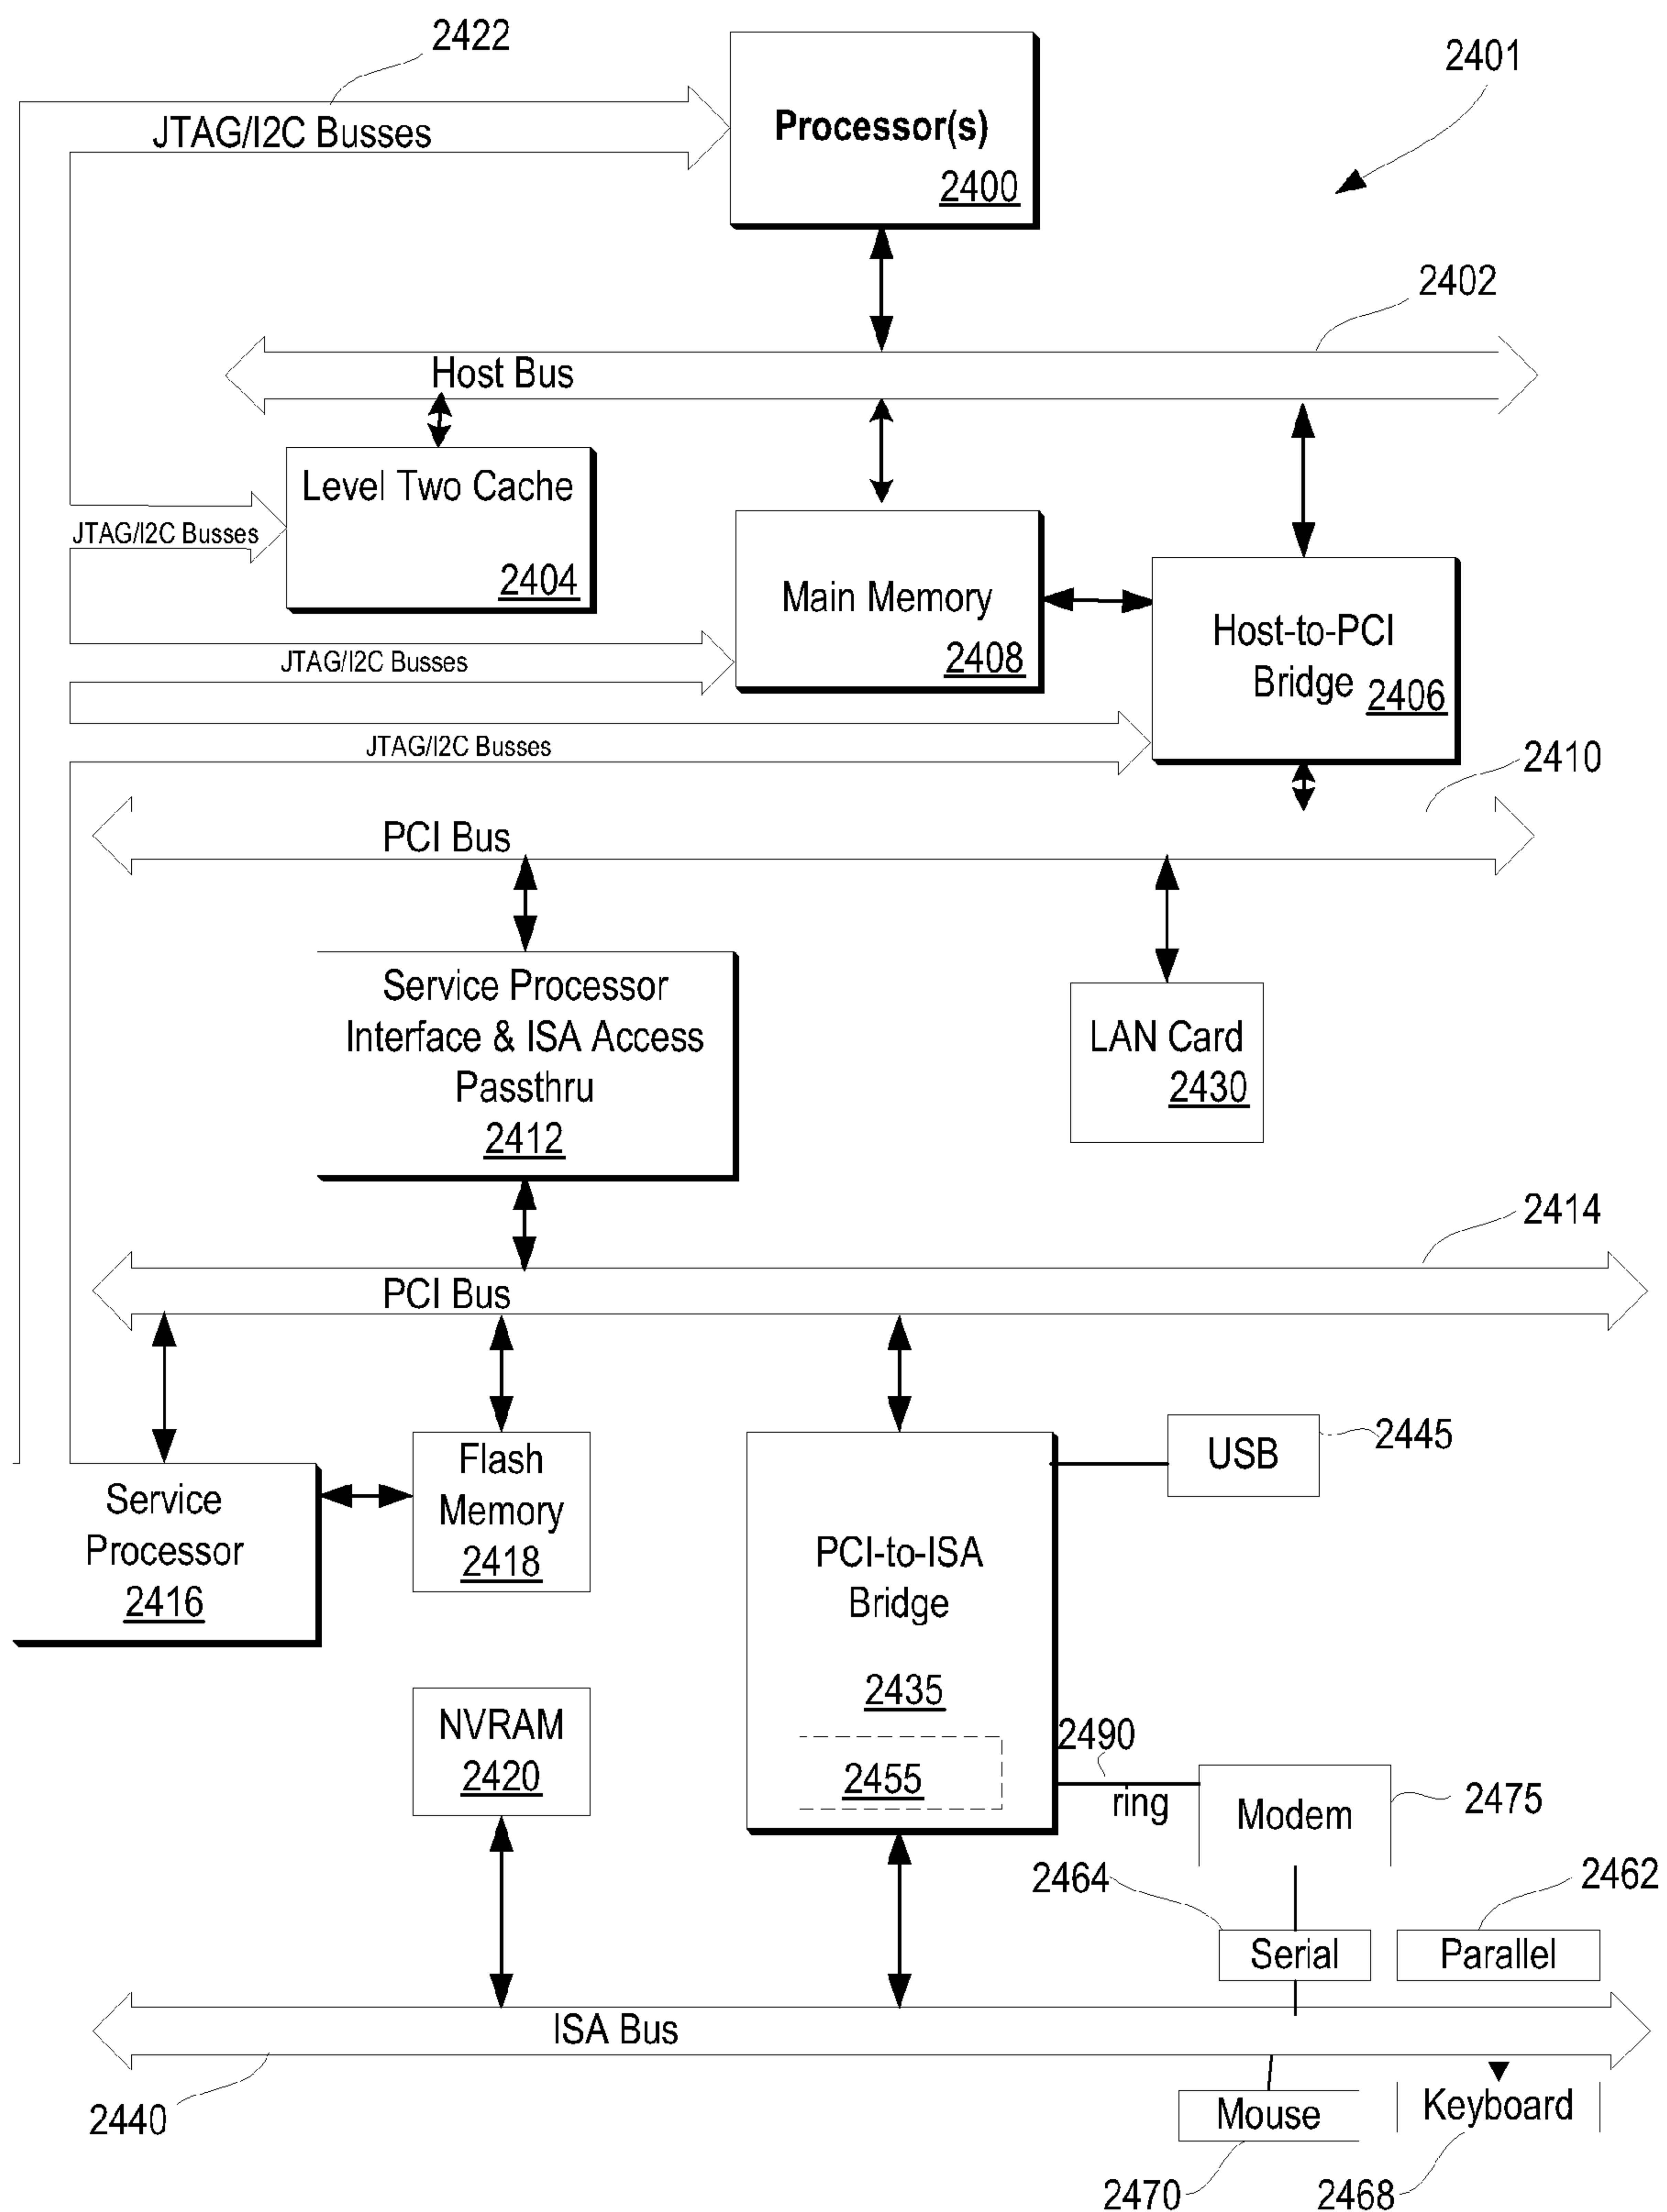 2422
2401
JTAG/I2C Busses
Processor(s)
2400
2402
Host Bus
Level Two Cache
2404
JTAG/I2C Busses
Main Memory
2408
Host-to-PCI
Bridge 2406
JTAG/I2C Busses
JTAG/I2C Busses
2410
PCI Bus
Service Processor
Interface & ISA Access
Passthru
2412
LAN Card
2430
2414
PCI Bus
Service
Processor
2416
Flash
Memory
2418
PCI-to-ISA
Bridge
2435
2455
USB
2445
NVRAM
2420
2490
ring
Modem
2475
2464
2462
Serial
Parallel
ISA Bus
2440
Mouse
Keyboard
2470
2468